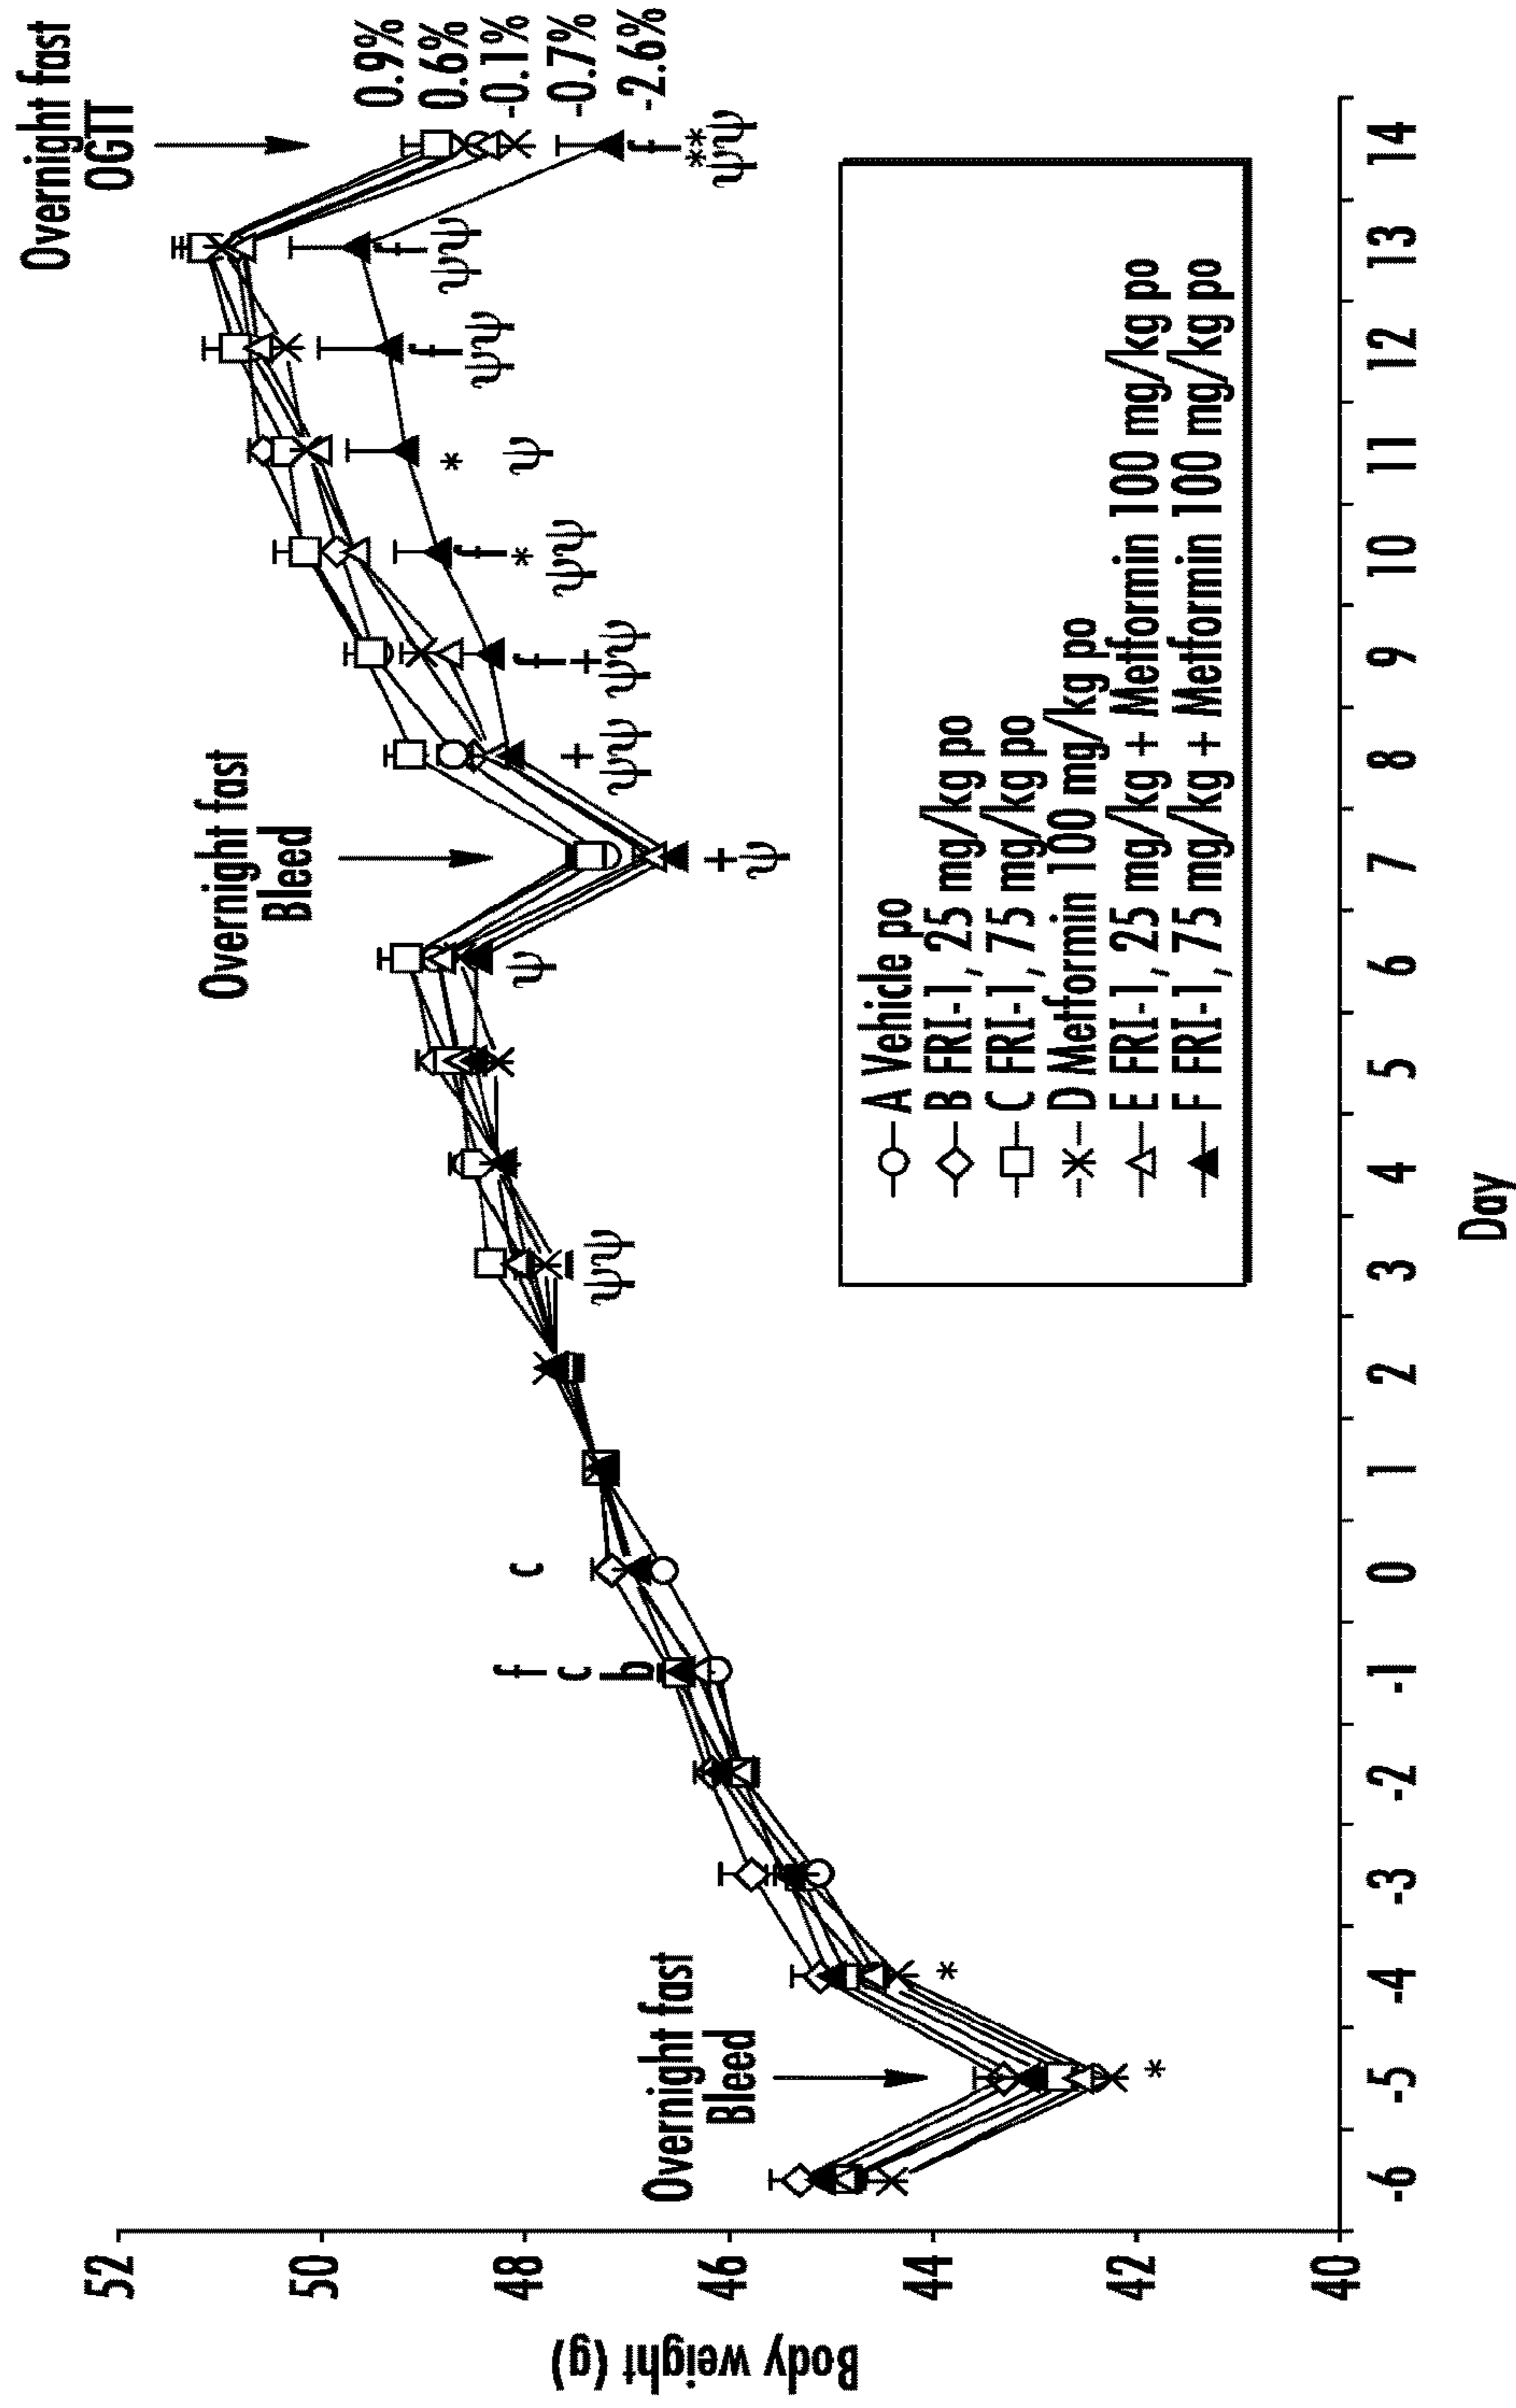 Overnight fast
OGTT
Overnight fast
Bleed
Overnight fast
Bleed
0.9%
0.6%
-0.1%
-0.7%
-2.6%
f
c
b
c
*
*
ψψ
ψ
+
ψ
+
ψψ
f
+
ψψ
f
*
ψψ
*
ψ
f
ψψ
f
ψψ
f
**
ψψ
A Vehicle po
B FRI-1, 25 mg/kg po
C FRI-1, 75 mg/kg po
D Metformin 100 mg/kg po
E FRI-1, 25 mg/kg + Metformin 100 mg/kg po
F FRI-1, 75 mg/kg + Metformin 100 mg/kg po
Body weight (g)
52
50
48
46
44
42
40
-6 -5 -4 -3 -2 -1 0 1 2 3 4 5 6 7 8 9 10 11 12 13 14
Day